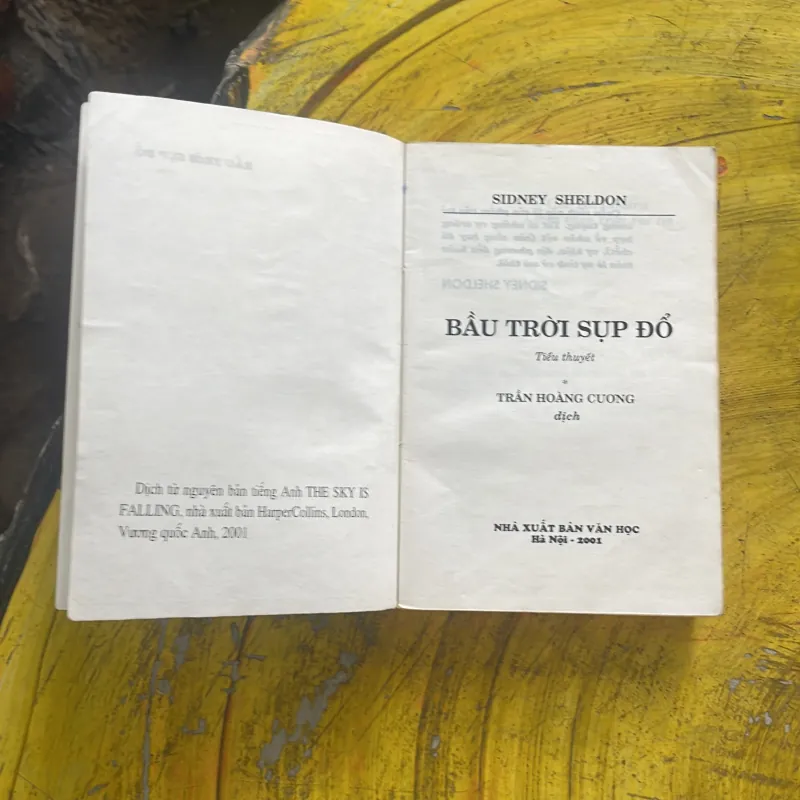 Dịch từ nguyên bản tiếng Anh THE SKY IS
FALLING, nhà xuất bản HarperCollins, London,
Vương quốc Anh, 2001
SIDNEY SHELDON
BẦU TRỜI SỤP ĐỔ
Tiểu thuyết
*
TRẦN HOÀNG CƯƠNG
dịch
NHÀ XUẤT BẢN VĂN HỌC
Hà Nội - 2001